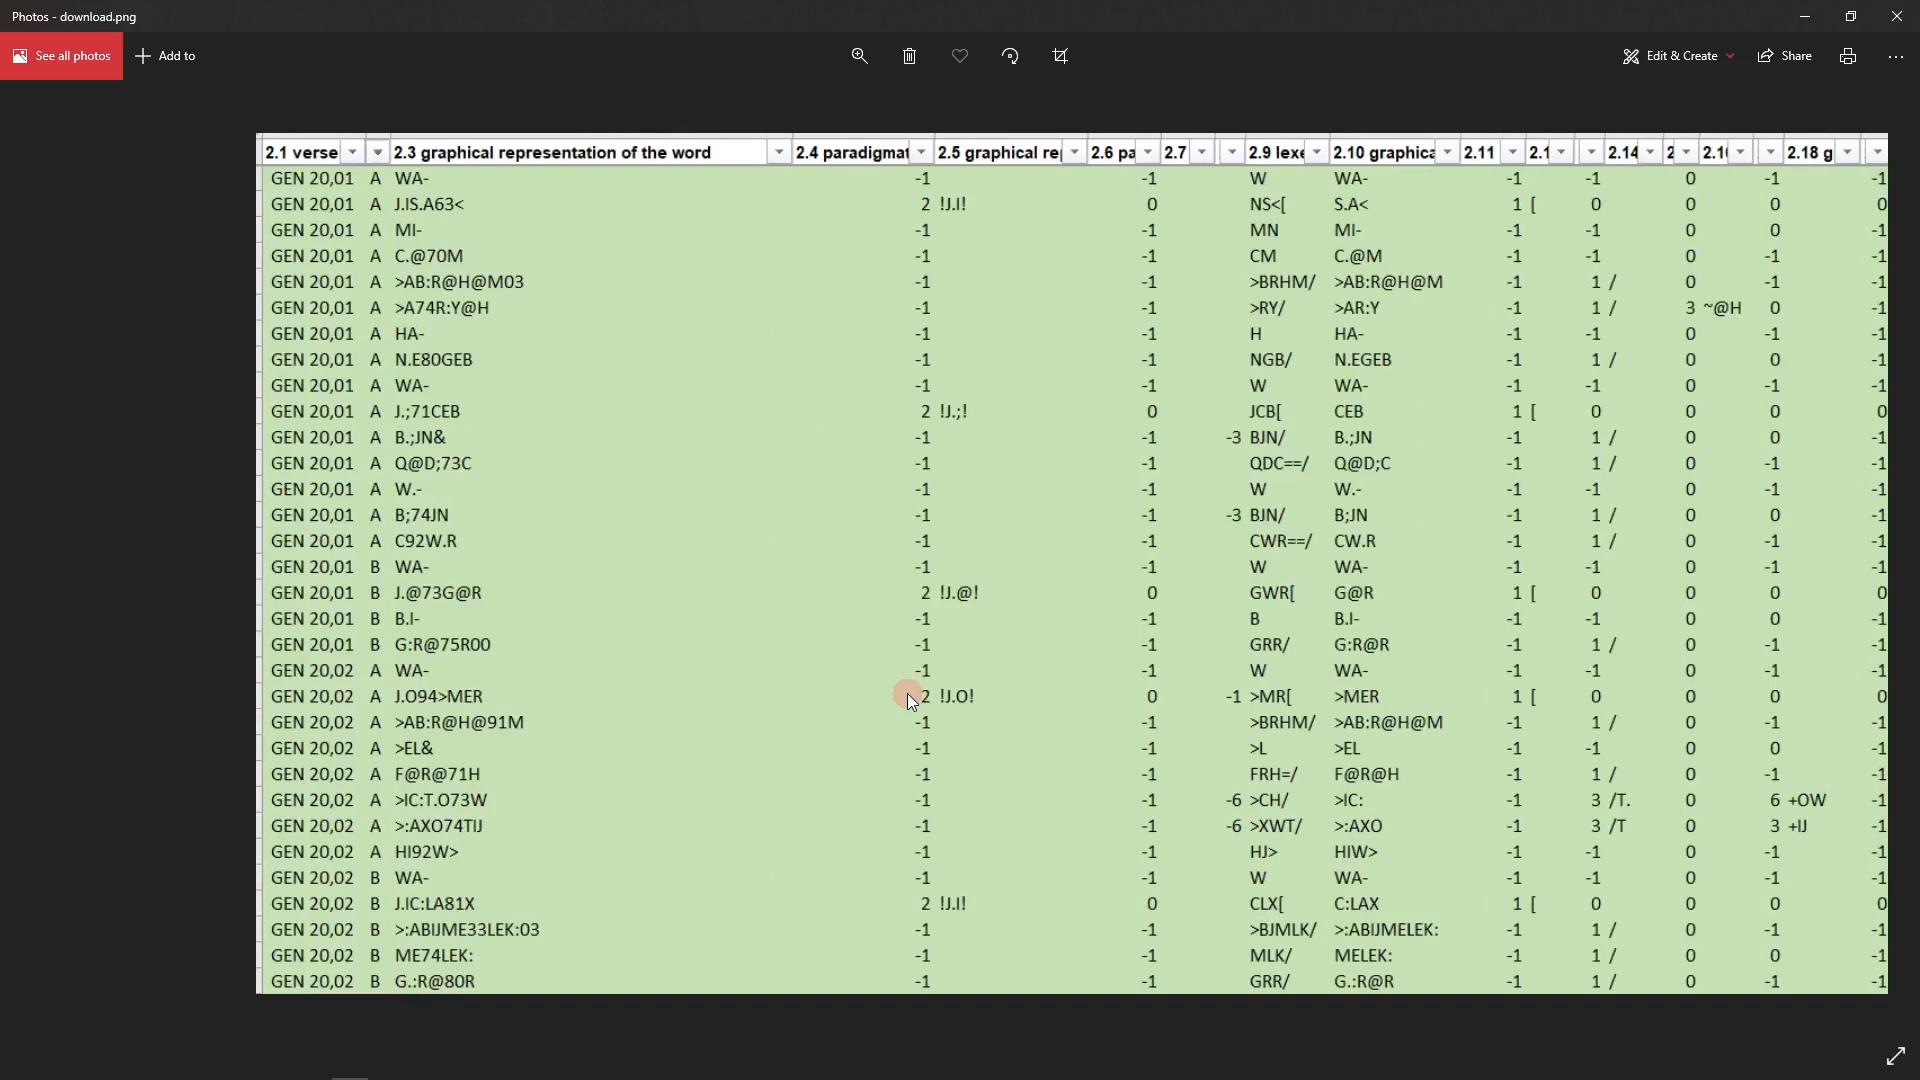 Photos - download.png
See all photos Add to Edit & Create Share
2.1 verse 2.3 graphical representation of the word 2.4 paradigmat 2.5 graphical re 2.6 pa 2.7 2.9 lexe 2.10 graphica 2.11 2.1 2.14 2 2.1 2.18 g
GEN 20,01 A WA- -1 -1 W WA- -1 -1 0 -1 -1
GEN 20,01 A J.IS.A63< 2 !J.I! 0 NS<[ S.A< 1 [ 0 0 0 0
GEN 20,01 A MI- -1 -1 MN MI- -1 -1 0 0 -1
GEN 20,01 A C.@70M -1 -1 CM C.@M -1 -1 0 0 -1
GEN 20,01 A >AB:R@H@M03 -1 -1 >BRHM/ >AB:R@H@M -1 1 / 0 -1 -1
GEN 20,01 A >A74R:Y@H -1 -1 >RY/ >AR:Y -1 1 / 3 ~@H 0 -1
GEN 20,01 A HA- -1 -1 H HA- -1 -1 0 -1 -1
GEN 20,01 A N.E80GEB -1 -1 NGB/ N.EGEB -1 1 / 0 0 -1
GEN 20,01 A WA- -1 -1 W WA- -1 -1 0 -1 -1
GEN 20,01 A J.;71CEB 2 !J.;! 0 JCB[ CEB 1 [ 0 0 0 0
GEN 20,01 A B.;JN& -1 -1 -3 BJN/ B.;JN -1 1 / 0 0 -1
GEN 20,01 A Q@D;73C -1 -1 QDC==/ Q@D;C -1 1 / 0 -1 -1
GEN 20,01 A W.- -1 -1 W W.- -1 -1 0 -1 -1
GEN 20,01 A B;74JN -1 -1 -3 BJN/ B;JN -1 1 / 0 0 -1
GEN 20,01 A C92W.R -1 -1 CWR==/ CW.R -1 1 / 0 -1 -1
GEN 20,01 B WA- -1 -1 W WA- -1 -1 0 -1 -1
GEN 20,01 B J.@73G@R 2 !J.@! 0 GWR[ G@R 1 [ 0 0 0 0
GEN 20,01 B B.I- -1 -1 B B.I- -1 -1 0 0 -1
GEN 20,01 B G:R@75R00 -1 -1 GRR/ G:R@R -1 1 / 0 -1 -1
GEN 20,02 A WA- -1 -1 W WA- -1 -1 0 -1 -1
GEN 20,02 A J.O94>MER 2 !J.O! 0 -1 >MR[ >MER 1 [ 0 0 0 0
GEN 20,02 A >AB:R@H@91M -1 -1 >BRHM/ >AB:R@H@M -1 1 / 0 -1 -1
GEN 20,02 A >EL& -1 -1 >L >EL -1 -1 0 0 -1
GEN 20,02 A F@R@71H -1 -1 FRH=/ F@R@H -1 1 / 0 -1 -1
GEN 20,02 A >IC:T.O73W -1 -1 -6 >CH/ >IC: -1 3 /T. 0 6 +OW -1
GEN 20,02 A >:AXO74TIJ -1 -1 -6 >XWT/ >:AXO -1 3 /T 0 3 +IJ -1
GEN 20,02 A HI92W> -1 -1 HJ> HIW> -1 -1 0 -1 -1
GEN 20,02 B WA- -1 -1 W WA- -1 -1 0 -1 -1
GEN 20,02 B J.IC:LA81X 2 !J.I! 0 CLX[ C:LAX 1 [ 0 0 0 0
GEN 20,02 B >:ABIJME33LEK:03 -1 -1 >BJMLK/ >:ABIJMELEK: -1 1 / 0 -1 -1
GEN 20,02 B ME74LEK: -1 -1 MLK/ MELEK: -1 1 / 0 0 -1
GEN 20,02 B G.:R@80R -1 -1 GRR/ G.:R@R -1 1 / 0 -1 -1